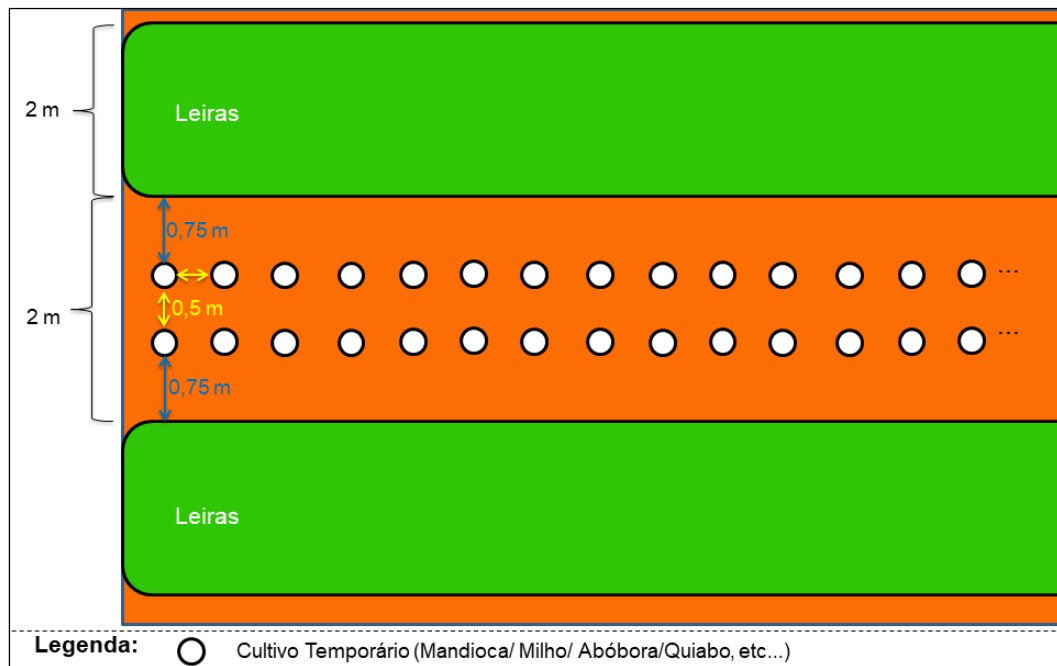 2 m
Leiras
0,75 m
...
0,5 m
2 m
...
0,75 m
Leiras
Legenda: Cultivo Temporário (Mandioca/ Milho/ Abóbora/Quiabo, etc...)